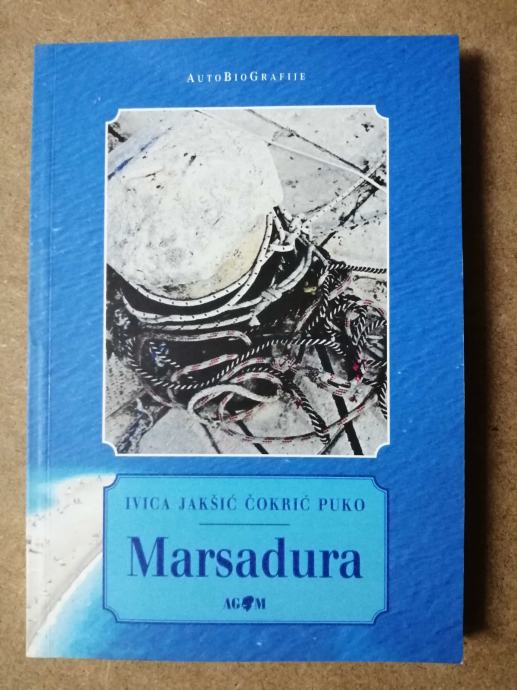 AUTOBIOGRAFIJE
IVICA JAKŠIĆ ČOKRIĆ PUKO
Marsadura
AGM